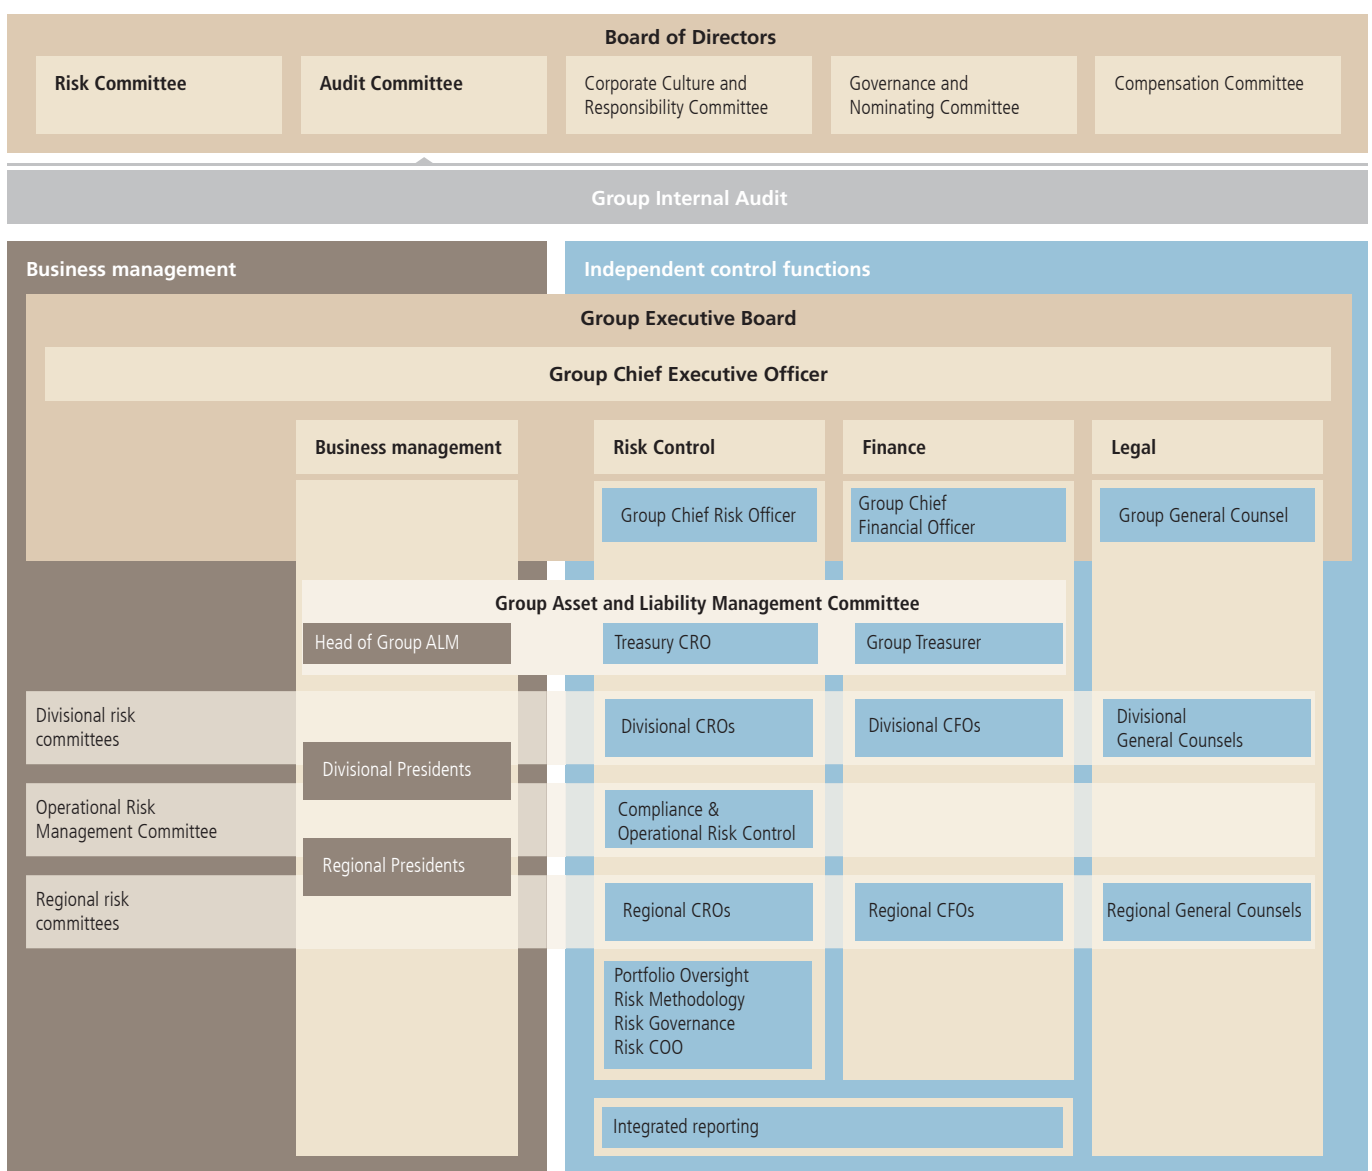 Board of Directors
Risk Committee
Audit Committee
Corporate Culture and
Responsibility Committee
Governance and
Nominating Committee
Compensation Committee
Group Internal Audit
Business management
Independent control functions
Group Executive Board
Group Chief Executive Officer
Business management
Risk Control
Finance
Legal
Group Chief Risk Officer
Group Chief
Financial Officer
Group General Counsel
Group Asset and Liability Management Committee
Head of Group ALM
Treasury CRO
Group Treasurer
Divisional risk
committees
Divisional CROs
Divisional CFOs
Divisional
General Counsels
Divisional Presidents
Operational Risk
Management Committee
Compliance &
Operational Risk Control
Regional Presidents
Regional risk
committees
Regional CROs
Regional CFOs
Regional General Counsels
Portfolio Oversight
Risk Methodology
Risk Governance
Risk COO
Integrated reporting